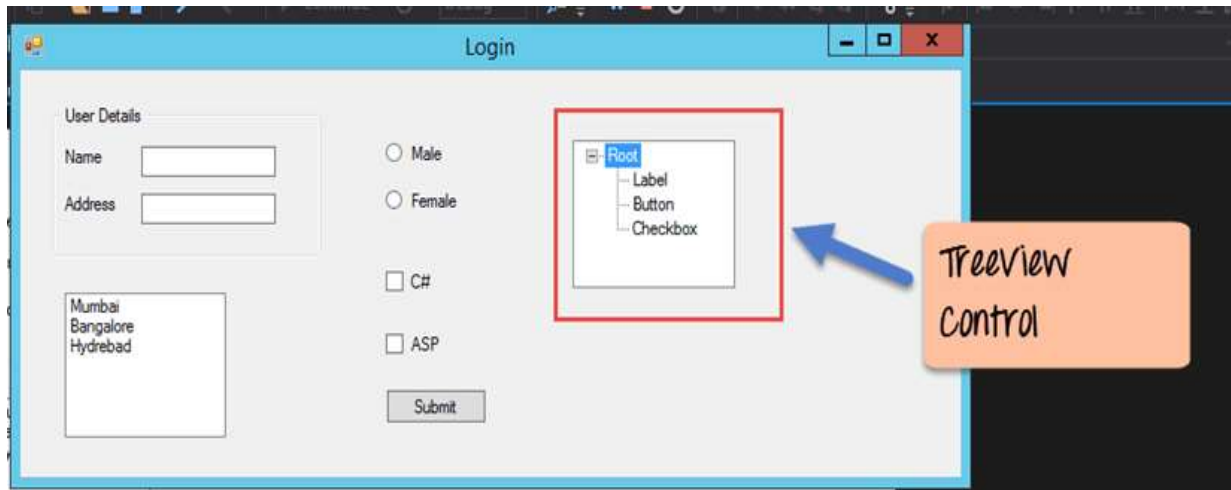 Login
User Details
Name
Address
Male
Female
Root
Label
Button
Checkbox
TreeView
Control
C#
ASP
Mumbai
Bangalore
Hydrebad
Submit